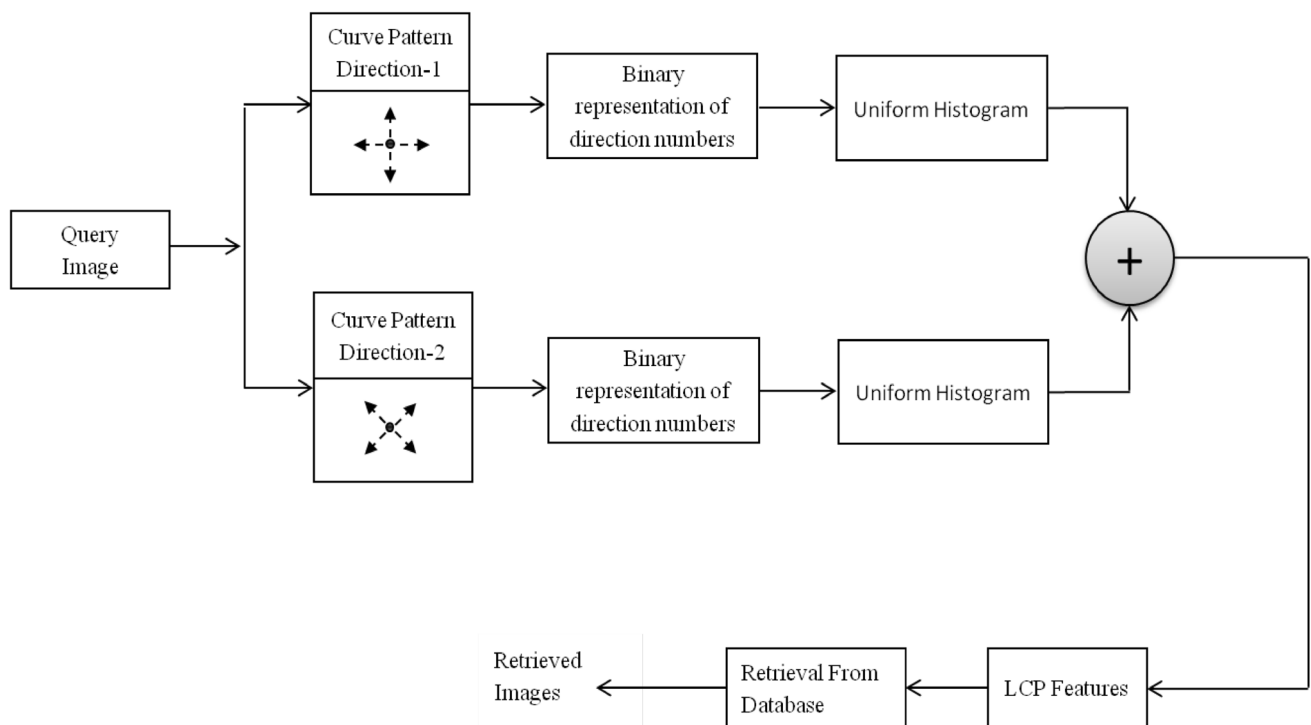 Curve Pattern
Direction-1
Binary
representation of
direction numbers
Uniform Histogram
Query
Image
+
Curve Pattern
Direction-2
Binary
representation of
direction numbers
Uniform Histogram
Retrieved
Images
Retrieval From
Database
LCP Features